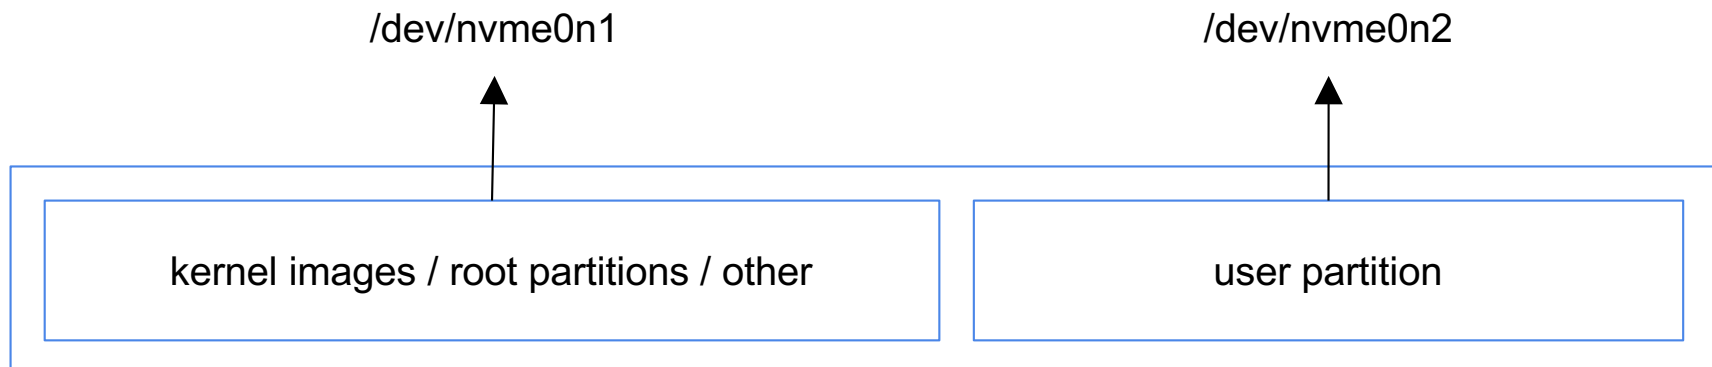 /dev/nvme0n1
/dev/nvme0n2
kernel images / root partitions / other
user partition